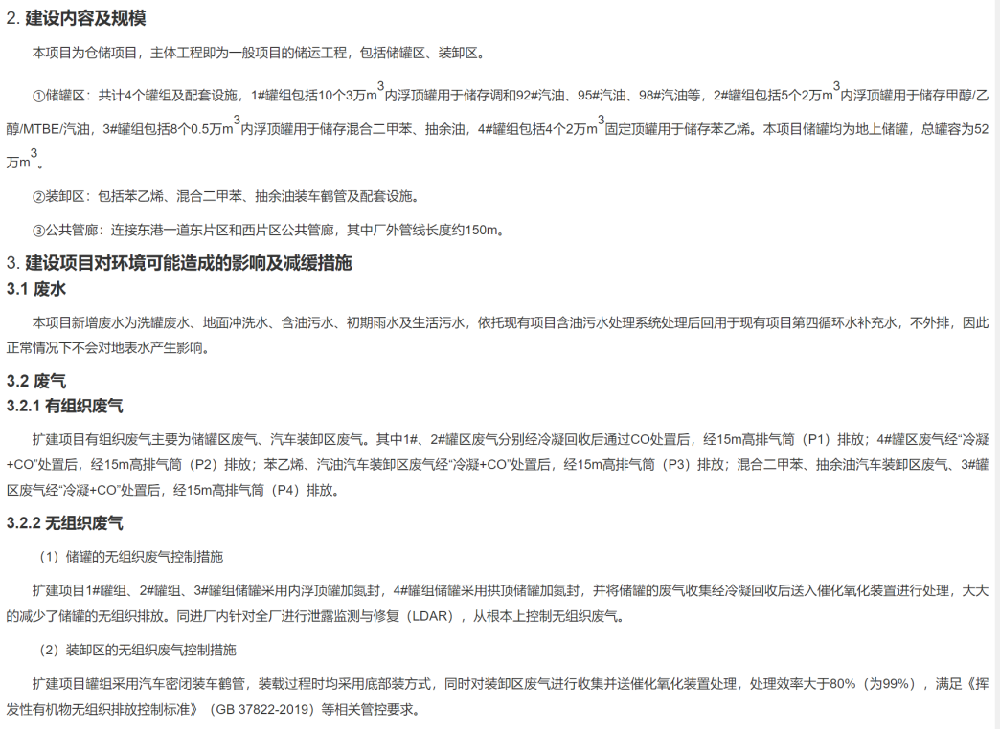 2. 建设内容及规模
本项目为仓储项目，主体工程即为一般项目的储运工程，包括储罐区、装卸区。
①储罐区：共计4个罐组及配套设施，1#罐组包括10个3万m3内浮顶罐用于储存调和92#汽油、95#汽油、98#汽油等，2#罐组包括5个2万m3内浮顶罐用于储存甲醇/乙
醇/MTBE/汽油，3#罐组包括8个0.5万m3内浮顶罐用于储存混合二甲苯、抽余油，4#罐组包括4个2万m3固定顶罐用于储存苯乙烯。本项目储罐均为地上储罐，总罐容为52
万m3。
②装卸区：包括苯乙烯、混合二甲苯、抽余油装车鹤管及配套设施。
③公共管廊：连接东港一道东片区和西片区公共管廊，其中厂外管线长度约150m。
3. 建设项目对环境可能造成的影响及减缓措施
3.1 废水
本项目新增废水为洗罐废水、地面冲洗水、含油污水、初期雨水及生活污水，依托现有项目含油污水处理系统处理后回用于现有项目第四循环水补充水，不外排，因此
正常情况下不会对地表水产生影响。
3.2 废气
3.2.1 有组织废气
扩建项目有组织废气主要为储罐区废气、汽车装卸区废气。其中1#、2#罐区废气分别经冷凝回收后通过CO处置后，经15m高排气筒（P1）排放；4#罐区废气经“冷凝
+CO”处置后，经15m高排气筒（P2）排放；苯乙烯、汽油汽车装卸区废气经“冷凝+CO”处置后，经15m高排气筒（P3）排放；混合二甲苯、抽余油汽车装卸区废气、3#罐
区废气经“冷凝+CO”处置后，经15m高排气筒（P4）排放。
3.2.2 无组织废气
（1）储罐的无组织废气控制措施
扩建项目1#罐组、2#罐组、3#罐组储罐采用内浮顶罐加氮封，4#罐组储罐采用拱顶储罐加氮封，并将储罐的废气收集经冷凝回收后送入催化氧化装置进行处理，大大
的减少了储罐的无组织排放。同进厂内针对全厂进行泄露监测与修复（LDAR），从根本上控制无组织废气。
（2）装卸区的无组织废气控制措施
扩建项目罐组采用汽车密闭装车鹤管，装载过程时均采用底部装方式，同时对装卸区废气进行收集并送催化氧化装置处理，处理效率大于80%（为99%），满足《挥
发性有机物无组织排放控制标准》（GB 37822-2019）等相关管控要求。